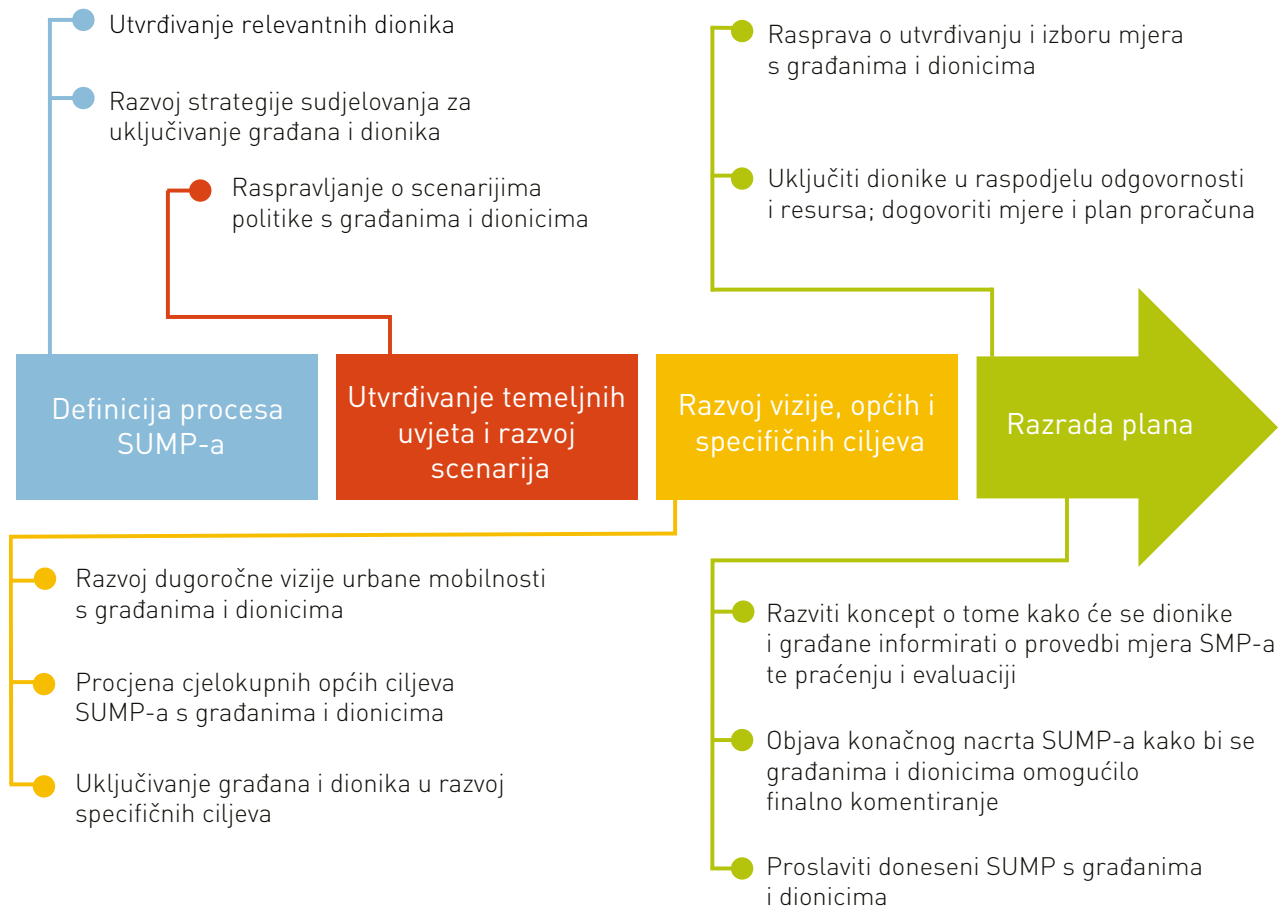 Utvrđivanje relevantnih dionika
Razvoj strategije sudjelovanja za
uključivanje građana i dionika
Raspravljanje o scenarijima
politike s građanima i dionicima
Rasprava o utvrđivanju i izboru mjera
s građanima i dionicima
Uključiti dionike u raspodjelu odgovornosti
i resursa; dogovoriti mjere i plan proračuna
Definicija procesa
SUMP-a
Utvrđivanje temeljnih
uvjeta i razvoj
scenarija
Razvoj vizije, općih i
specifičnih ciljeva
Razrada plana
Razvoj dugoročne vizije urbane mobilnosti
s građanima i dionicima
Procjena cjelokupnih općih ciljeva
SUMP-a s građanima i dionicima
Uključivanje građana i dionika u razvoj
specifičnih ciljeva
Razviti koncept o tome kako će se dionike
i građane informirati o provedbi mjera SMP-a
te praćenju i evaluaciji
Objava konačnog nacrta SUMP-a kako bi se
građanima i dionicima omogućilo
finalno komentiranje
Proslaviti doneseni SUMP s građanima
i dionicima